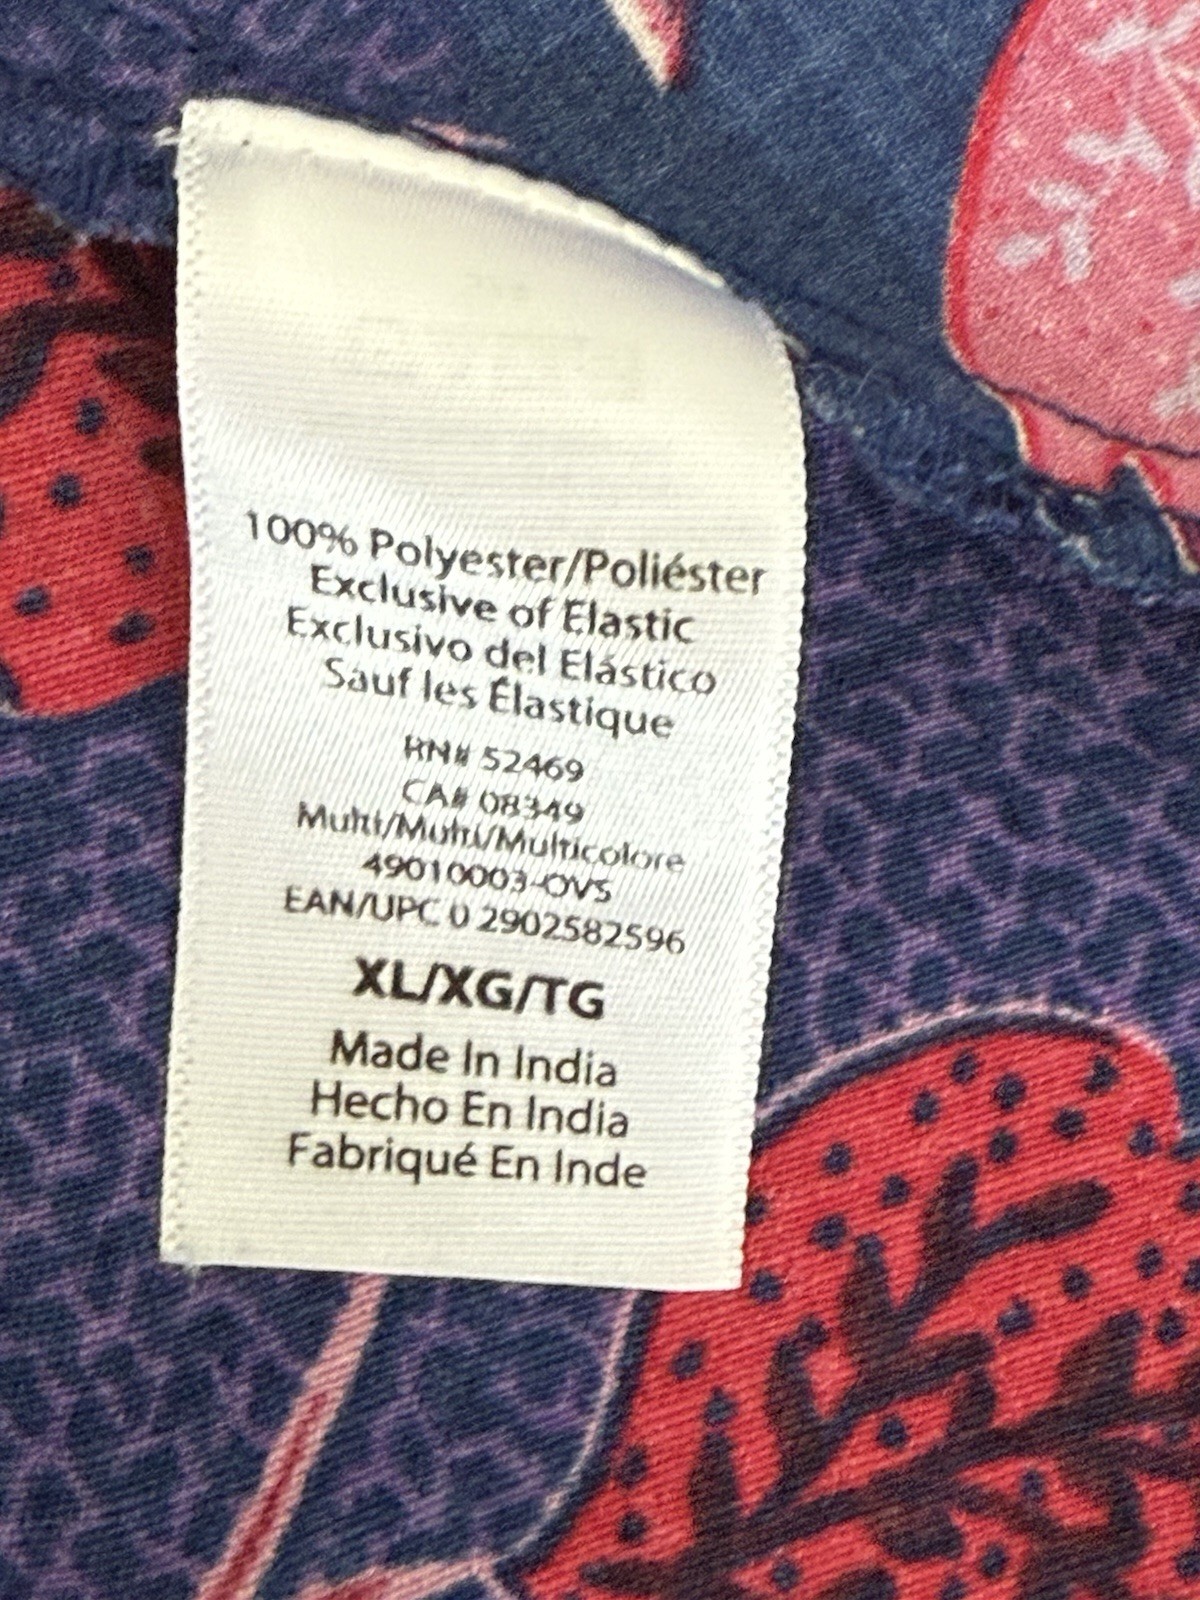 100% Polyester/Poliéster
Exclusive of Elastic
Exclusivo del Elástico
Sauf les Élastique
RN# 52469
CA# 08349
Multi/Multi/Multicolore
49010003-OVS
EAN/UPC 0 2902582596
XL/XG/TG
Made In India
Hecho En India
Fabriqué En Inde